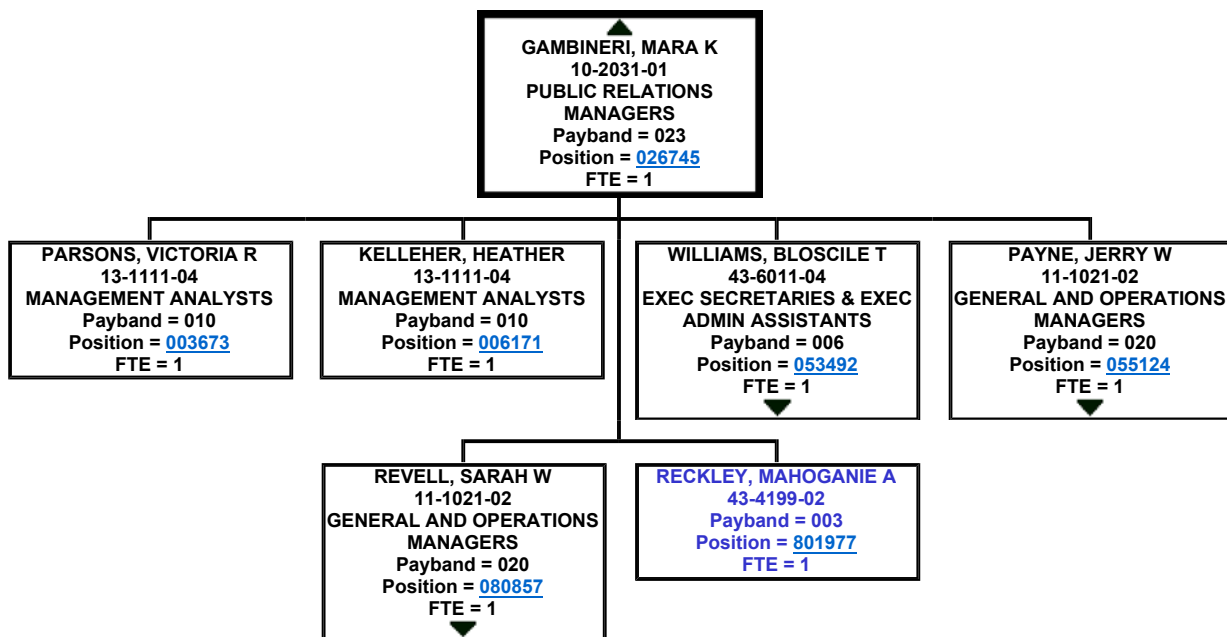 GAMBINERI, MARA K
10-2031-01
PUBLIC RELATIONS
MANAGERS
Payband = 023
Position = 026745
FTE = 1
PARSONS, VICTORIA R
13-1111-04
MANAGEMENT ANALYSTS
Payband = 010
Position = 003673
FTE = 1
KELLEHER, HEATHER
13-1111-04
MANAGEMENT ANALYSTS
Payband = 010
Position = 006171
FTE = 1
WILLIAMS, BLOSCILE T
43-6011-04
EXEC SECRETARIES & EXEC
ADMIN ASSISTANTS
Payband = 006
Position = 053492
FTE = 1
PAYNE, JERRY W
11-1021-02
GENERAL AND OPERATIONS
MANAGERS
Payband = 020
Position = 055124
FTE = 1
REVELL, SARAH W
11-1021-02
GENERAL AND OPERATIONS
MANAGERS
Payband = 020
Position = 080857
FTE = 1
RECKLEY, MAHOGANIE A
43-4199-02
Payband = 003
Position = 801977
FTE = 1